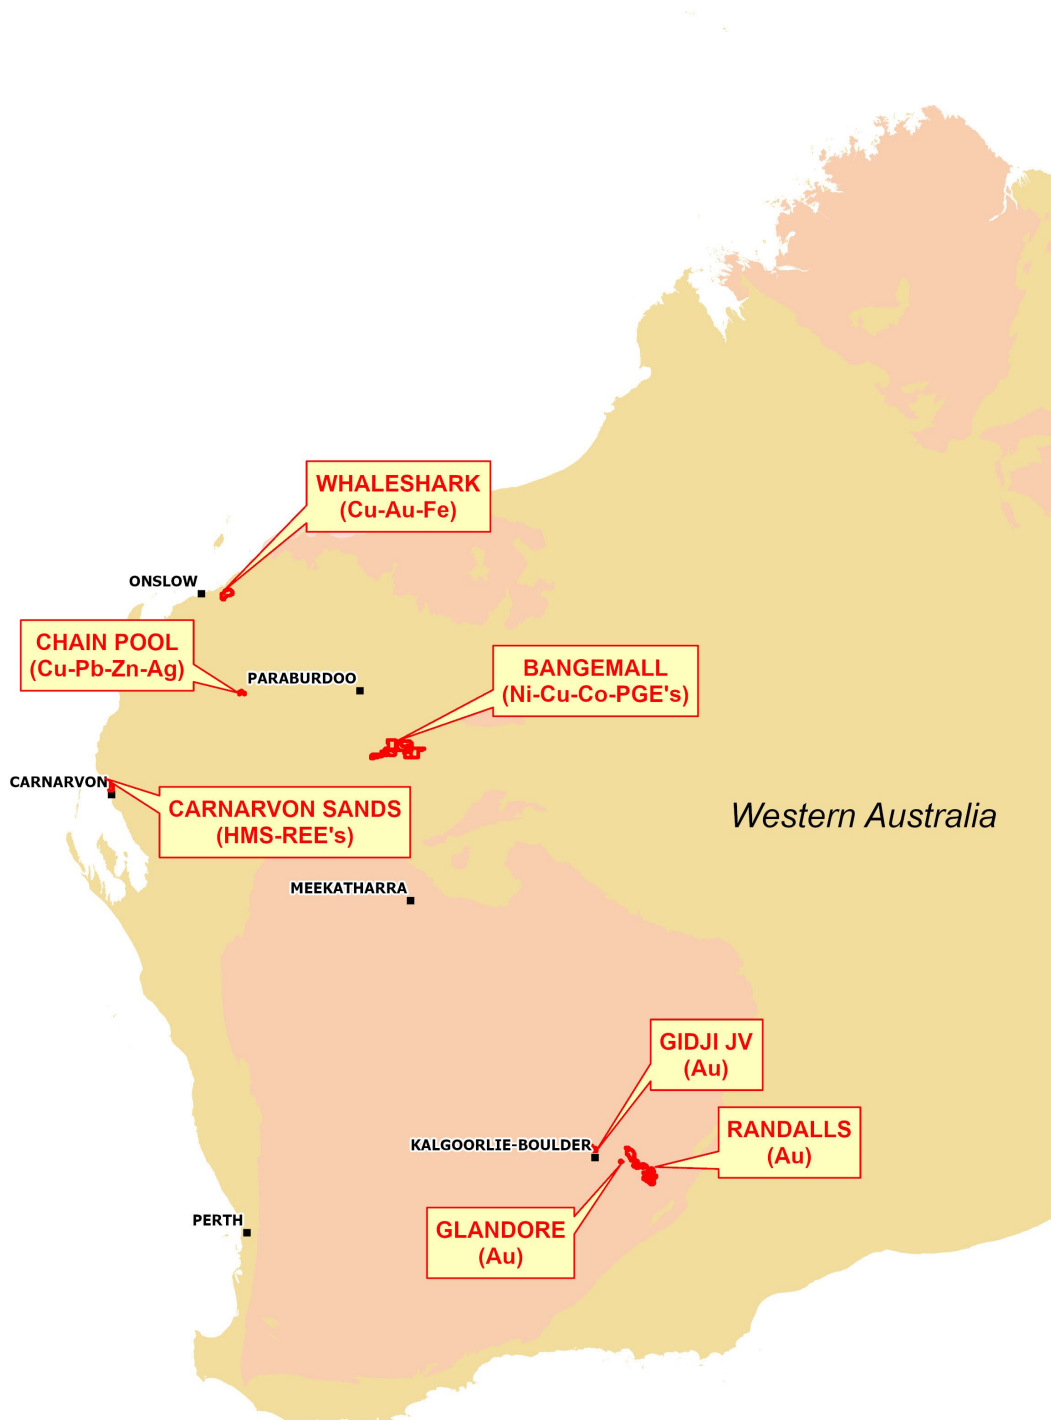 WHALESHARK
(Cu-Au-Fe)
ONSLOW
CHAIN POOL
(Cu-Pb-Zn-Ag)
PARABURDOO
BANGEMALL
(Ni-Cu-Co-PGE's)
CARNARVON
CARNARVON SANDS
(HMS-REE's)
Western Australia
MEEKATHARRA
GIDJI JV
(Au)
KALGOORLIE-BOULDER
RANDALLS
(Au)
PERTH
GLANDORE
(Au)